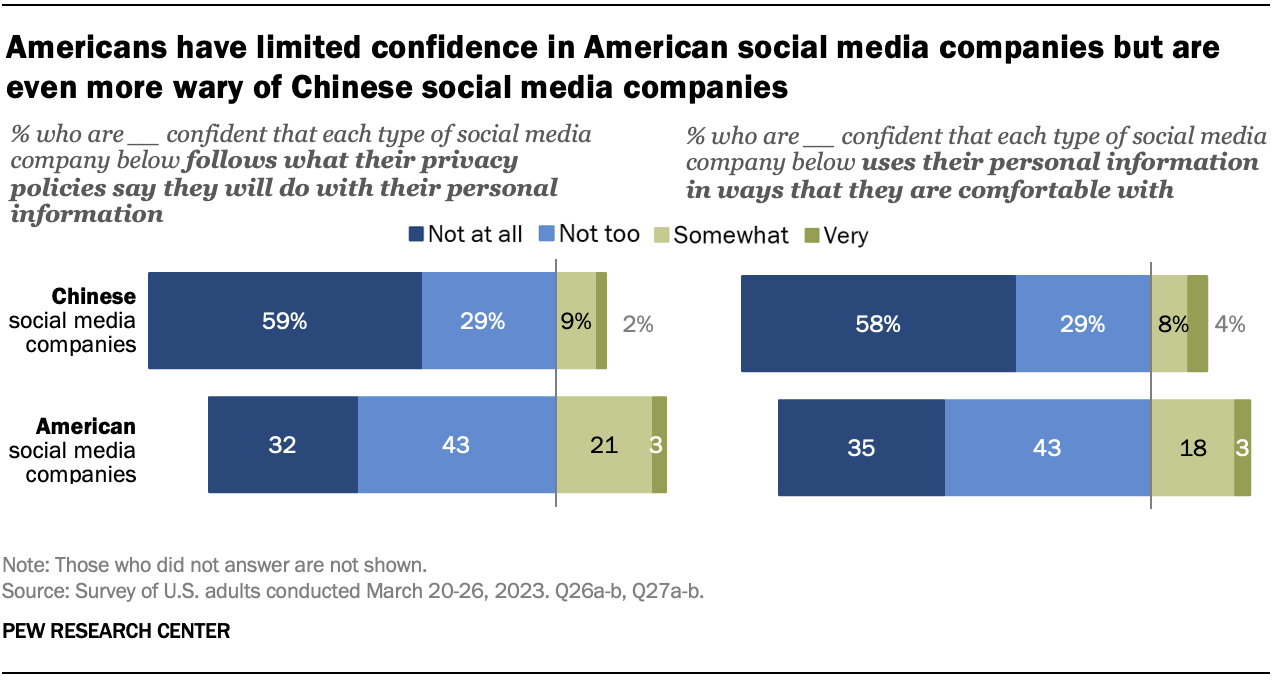 Americans have limited confidence in American social media companies but are
even more wary of Chinese social media companies
% who are __ confident that each type of social media
company below follows what their privacy
policies say they will do with their personal
information
% who are __ confident that each type of social media
company below uses their personal information
in ways that they are comfortable with
Not at all Not too Somewhat Very
Chinese
social media
companies
59% 29% 9% 2%
58% 29% 8% 4%
American
social media
companies
32 43 21 3
35 43 18 3
Note: Those who did not answer are not shown.
Source: Survey of U.S. adults conducted March 20-26, 2023. Q26a-b, Q27a-b.
PEW RESEARCH CENTER